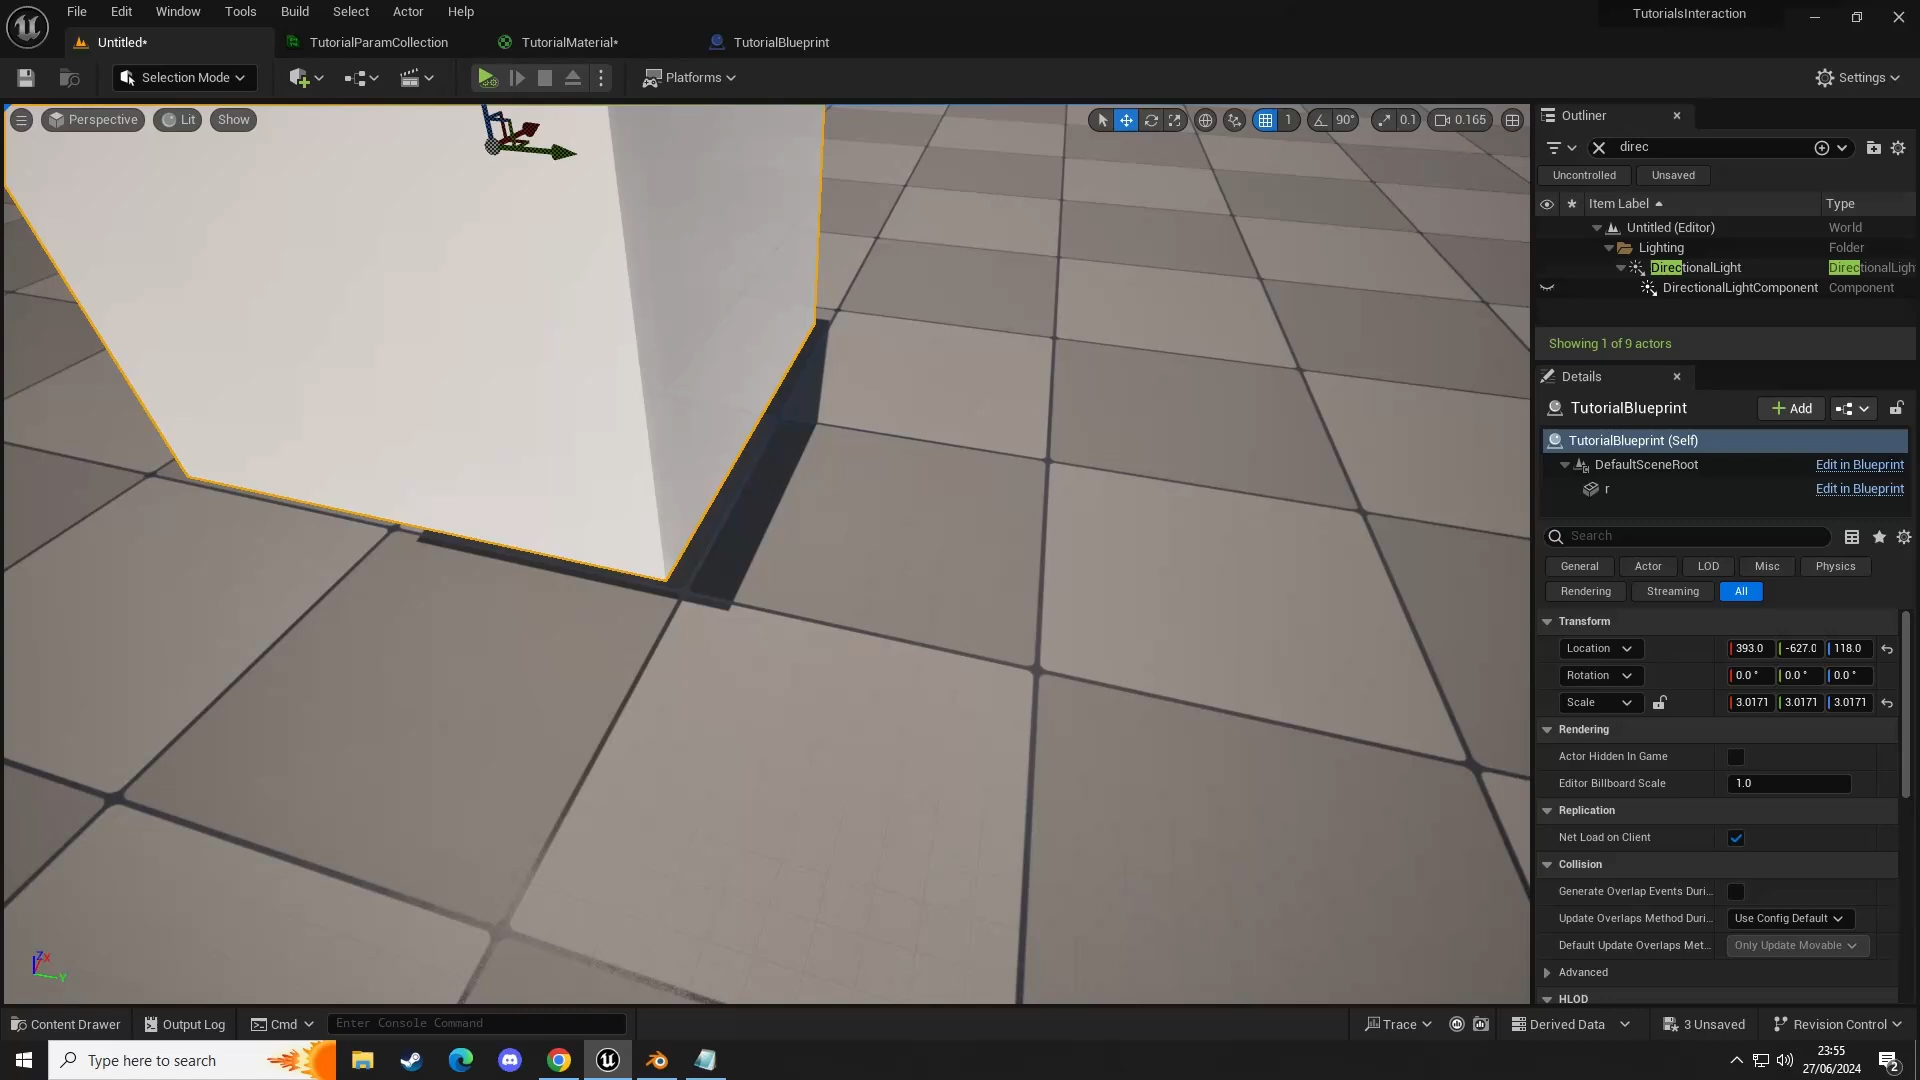 File Edit Window Tools Build Select Actor Help
TutorialsInteraction
Untitled*
TutorialParamCollection
TutorialMaterial*
TutorialBlueprint
Selection Mode
Platforms
Settings
Perspective
Lit
Show
1
90°
0.1
0.165
Outliner
direc
Uncontrolled
Unsaved
Item Label
Type
Untitled (Editor)
World
Lighting
Folder
DirectionalLight
DirectionalLigh
DirectionalLightComponent
Component
Showing 1 of 9 actors
Details
TutorialBlueprint
Add
TutorialBlueprint (Self)
DefaultSceneRoot
Edit in Blueprint
r
Edit in Blueprint
Search
General
Actor
LOD
Misc
Physics
Rendering
Streaming
All
Transform
Location
393.0
-627.0
118.0
Rotation
0.0 °
0.0 °
0.0 °
Scale
3.0171
3.0171
3.0171
Rendering
Actor Hidden In Game
Editor Billboard Scale
1.0
Replication
Net Load on Client
Collision
Generate Overlap Events Duri...
Update Overlaps Method Duri...
Use Config Default
Default Update Overlaps Met...
Only Update Movable
Advanced
HLOD
Z
X
Y
Content Drawer
Output Log
Cmd
Enter Console Command
Trace
Derived Data
3 Unsaved
Revision Control
Type here to search
23:55
27/06/2024
2